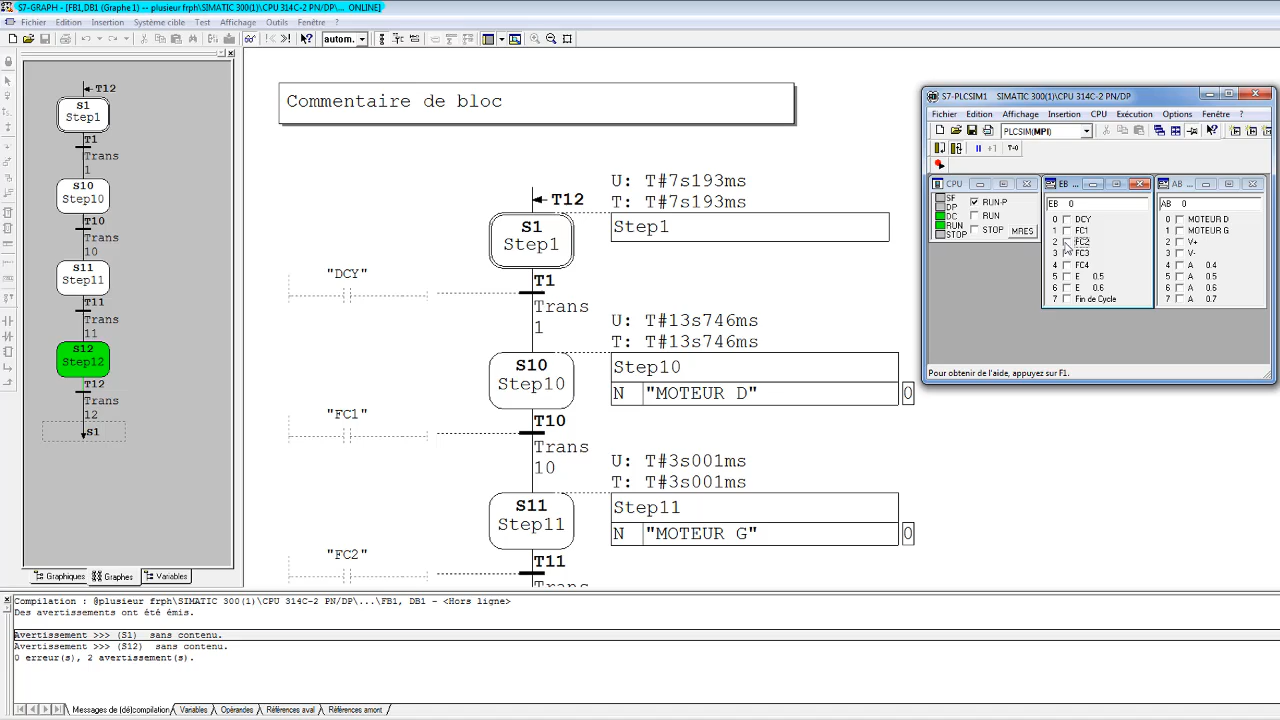 S7-GRAPH - [FB1,DB1 (Graphe 1) -- plusieur frph\SIMATIC 300(1)\CPU 314C-2 PN/DP\... ONLINE]
Fichier Edition Insertion Système cible Test Affichage Outils Fenêtre ?
autom.
T12
S1
Step1
T1
Trans
1
S10
Step10
T10
Trans
10
S11
Step11
T11
Trans
11
S12
Step12
T12
Trans
12
S1
Graphiques Graphes Variables
Commentaire de bloc
U: T#7s193ms
T: T#7s193ms
T12
S1
Step1
Step1
"DCY"
T1
Trans
1
U: T#13s746ms
T: T#13s746ms
S10
Step10
Step10
N "MOTEUR D" 0
"FC1"
T10
Trans
10
U: T#3s001ms
T: T#3s001ms
S11
Step11
Step11
N "MOTEUR G" 0
"FC2"
T11
Trans
S7-PLCSIM1 SIMATIC 300(1)\CPU 314C-2 PN/DP
Fichier Edition Affichage Insertion CPU Exécution Options Fenêtre ?
PLCSIM(MPI)
+1 T=0
CPU
SF
DP
DC
RUN
STOP
RUN-P
RUN
STOP MRES
EB ...
EB 0
0 DCY
1 FC1
2 FC2
3 FC3
4 FC4
5 E 0.5
6 E 0.6
7 Fin de Cycle
AB ...
AB 0
0 MOTEUR D
1 MOTEUR G
2 V+
3 V-
4 A 0.4
5 A 0.5
6 A 0.6
7 A 0.7
Pour obtenir de l'aide, appuyez sur F1.
Compilation : @plusieur frph\SIMATIC 300(1)\CPU 314C-2 PN/DP\...\FB1, DB1 - <Hors ligne>
Des avertissements ont été émis.
Avertissement >>> (S1) sans contenu.
Avertissement >>> (S12) sans contenu.
0 erreur(s), 2 avertissement(s).
Messages de (dé)compilation Variables Opérandes Références aval Références amont